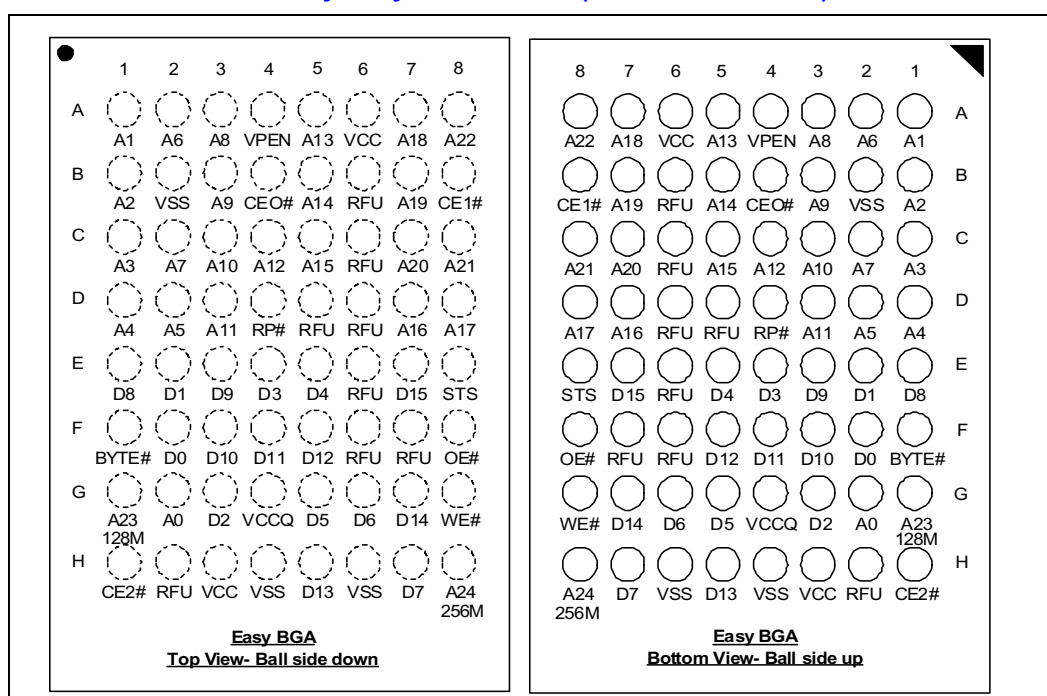 1 2 3 4 5 6 7 8
A
A1 A6 A8 VPEN A13 VCC A18 A22
B
A2 VSS A9 CEO# A14 RFU A19 CE1#
C
A3 A7 A10 A12 A15 RFU A20 A21
D
A4 A5 A11 RP# RFU RFU A16 A17
E
D8 D1 D9 D3 D4 RFU D15 STS
F
BYTE# D0 D10 D11 D12 RFU RFU OE#
G
A23 A0 D2 VCCQ D5 D6 D14 WE#
128M
H
CE2# RFU VCC VSS D13 VSS D7 A24
256M
Easy BGA
Top View- Ball side down
8 7 6 5 4 3 2 1
A
A22 A18 VCC A13 VPEN A8 A6 A1
B
CE1# A19 RFU A14 CEO# A9 VSS A2
C
A21 A20 RFU A15 A12 A10 A7 A3
D
A17 A16 RFU RFU RP# A11 A5 A4
E
STS D15 RFU D4 D3 D9 D1 D8
F
OE# RFU RFU D12 D11 D10 D0 BYTE#
G
WE# D14 D6 D5 VCCQ D2 A0 A23
128M
H
A24 D7 VSS D13 VSS VCC RFU CE2#
256M
Easy BGA
Bottom View- Ball side up